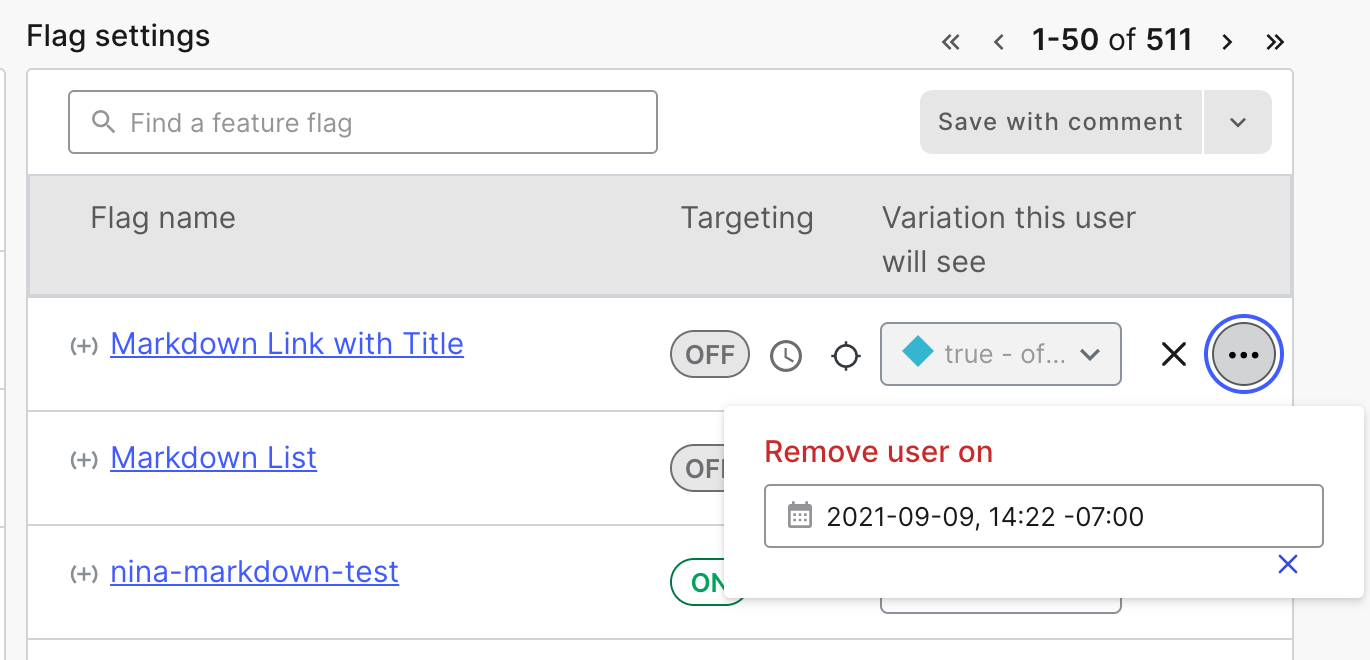 Flag settings
« ‹ 1-50 of 511 › »
Find a feature flag
Save with comment
Flag name
Targeting
Variation this user
will see
(+) Markdown Link with Title
OFF
true - of...
Remove user on
2021-09-09, 14:22 -07:00
(+) Markdown List
(+) nina-markdown-test
ON